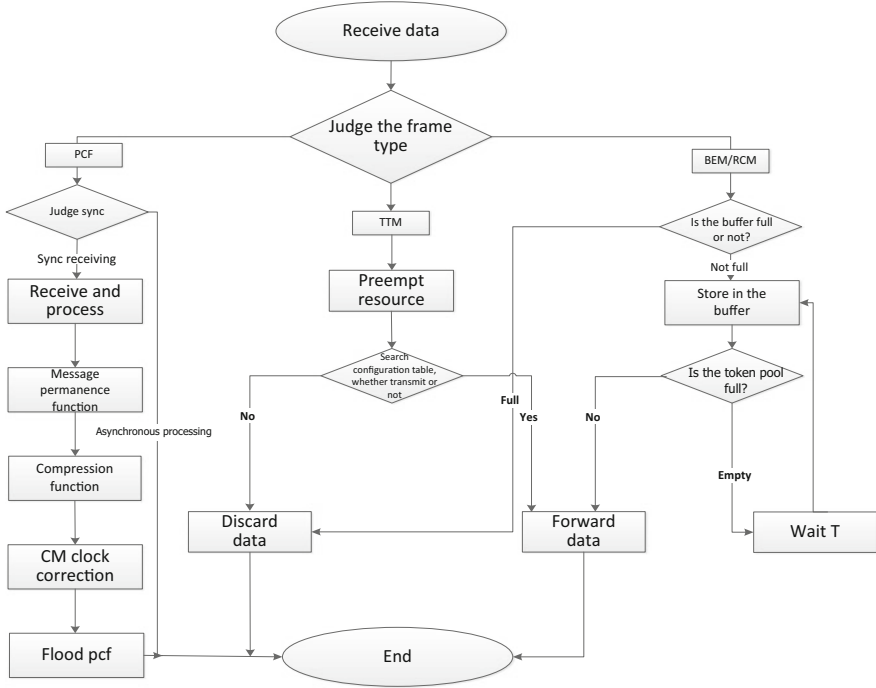 Receive data
Judge the frame
type
PCF
BEM/RCM
Judge sync
TTM
Is the buffer full
or not?
Sync receiving
Not full
Receive and
process
Preempt
resource
Store in the
buffer
Search
configuration table,
whether transmit or
not
Is the token pool
full?
Message
permanence
function
No
Full
Yes
No
Asynchronous processing
Compression
function
Empty
Discard
data
Forward
data
Wait T
CM clock
correction
Flood pcf
End